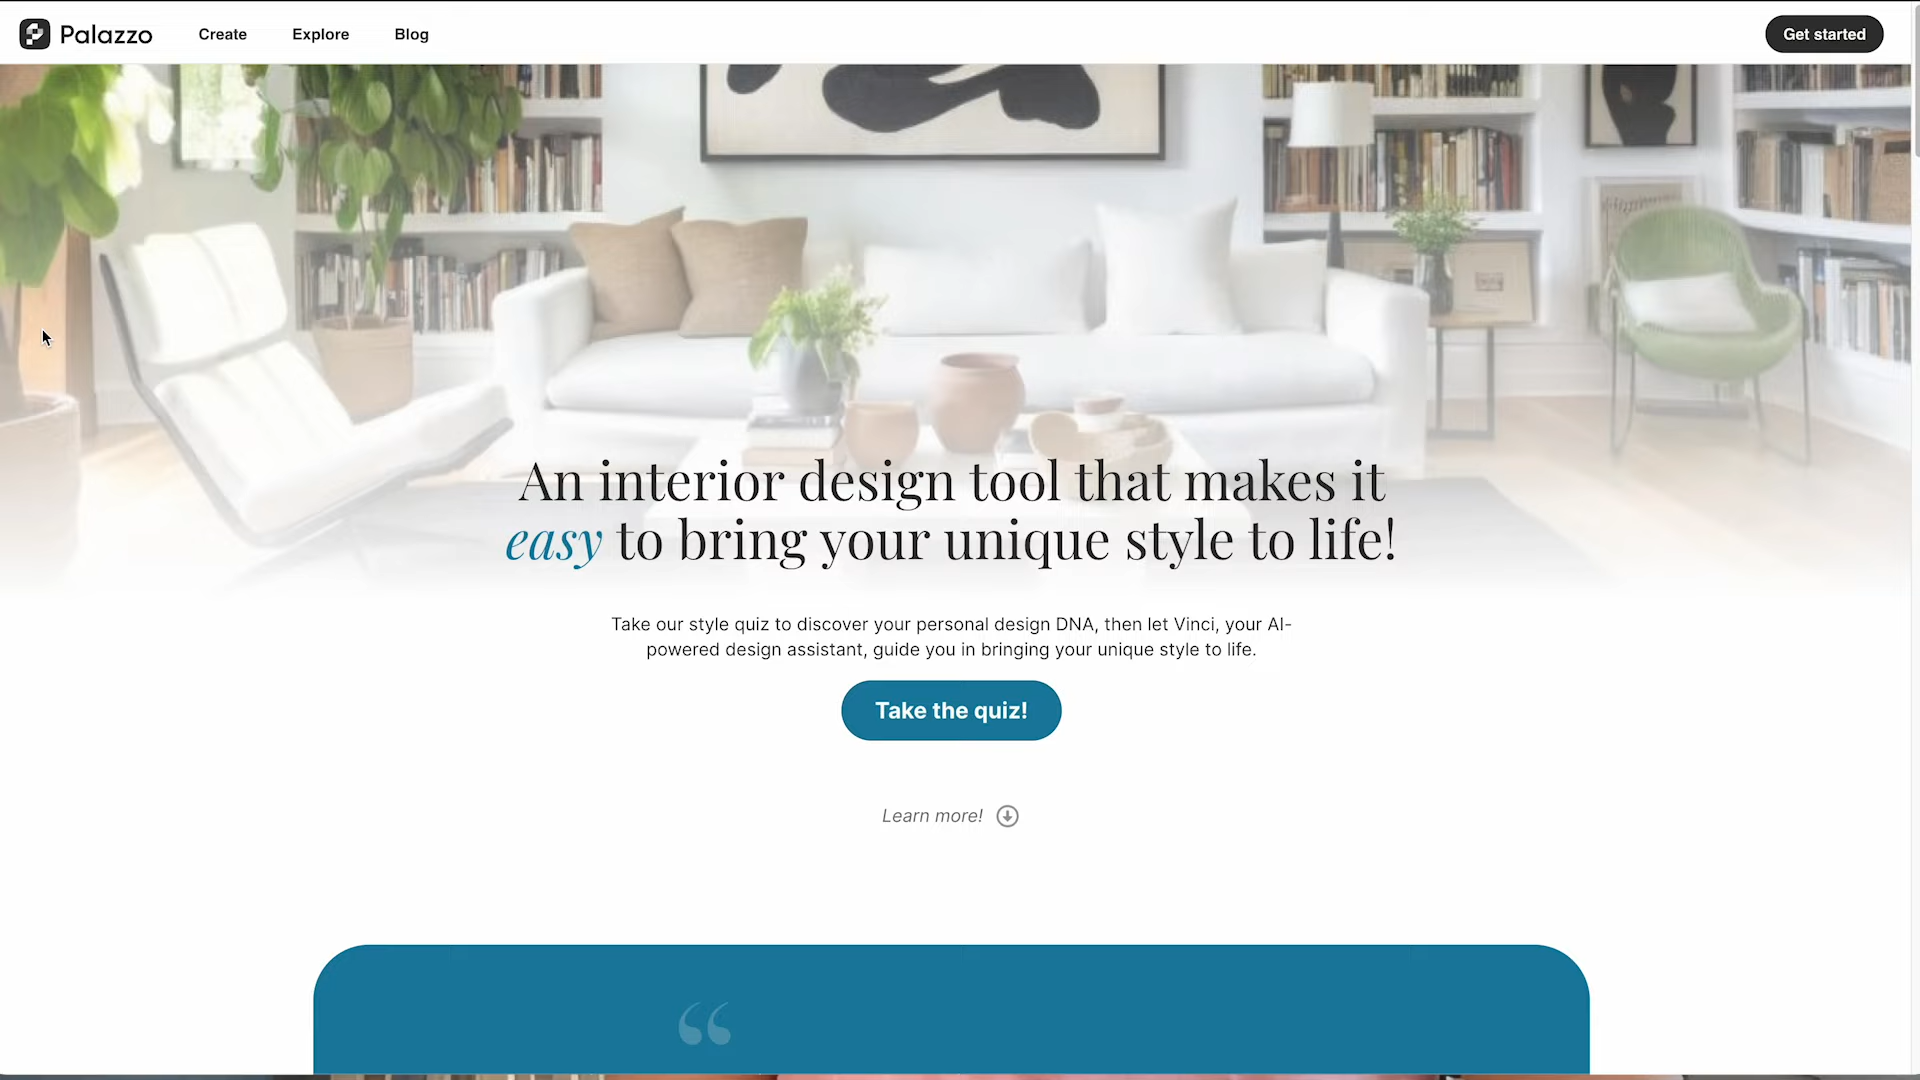 Palazzo
Create
Explore
Blog
Get started
An interior design tool that makes it
easy to bring your unique style to life!
Take our style quiz to discover your personal design DNA, then let Vinci, your AI-
powered design assistant, guide you in bringing your unique style to life.
Take the quiz!
Learn more!
“